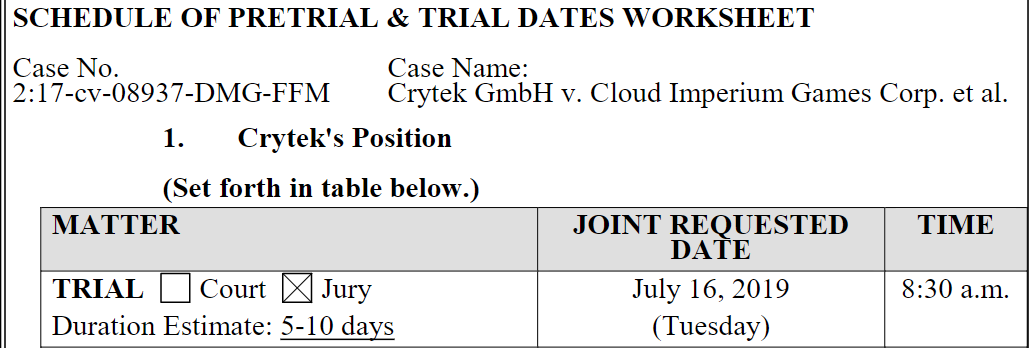 SCHEDULE OF PRETRIAL & TRIAL DATES WORKSHEET
Case No. Case Name:
2:17-cv-08937-DMG-FFM Crytek GmbH v. Cloud Imperium Games Corp. et al.
1. Crytek's Position
(Set forth in table below.)
MATTER JOINT REQUESTED DATE TIME
TRIAL ☐ Court ☒ Jury July 16, 2019 8:30 a.m.
Duration Estimate: 5-10 days (Tuesday)